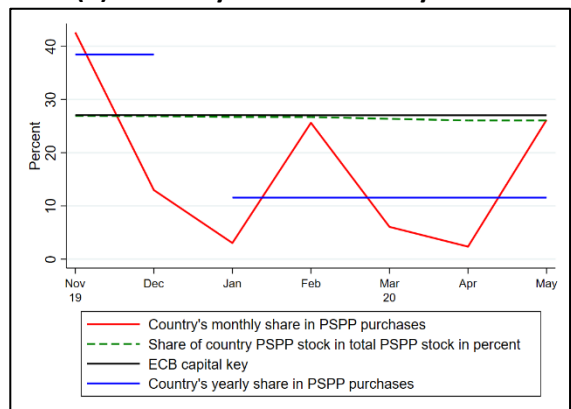 Percent
40
30
20
10
0
Nov Dec Jan Feb Mar Apr May
19 20
Country's monthly share in PSPP purchases
Share of country PSPP stock in total PSPP stock in percent
ECB capital key
Country's yearly share in PSPP purchases